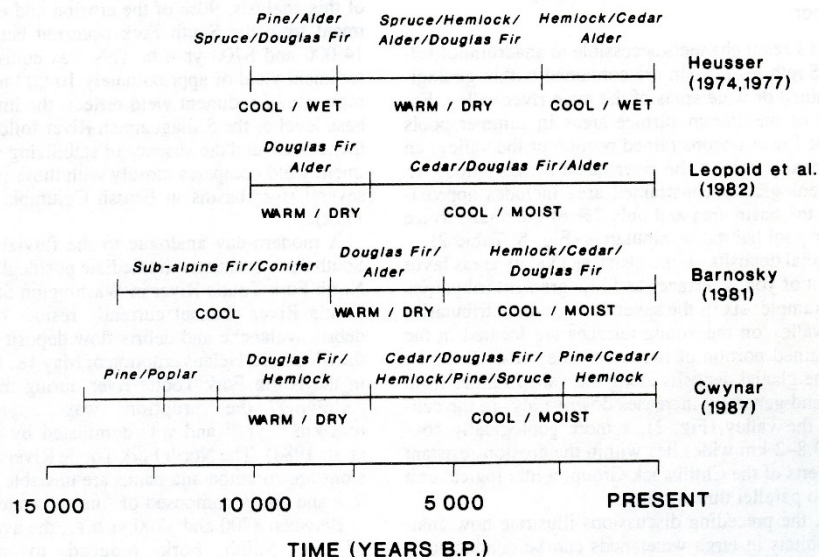 Pine/Alder
Spruce/Douglas Fir
Spruce/Hemlock/
Alder/Douglas Fir
Hemlock/Cedar
Alder
COOL / WET
WARM / DRY
COOL / WET
Heusser
(1974,1977)
Douglas Fir
Alder
Cedar/Douglas Fir/Alder
WARM / DRY
COOL / MOIST
Leopold et al.
(1982)
Sub-alpine Fir/Conifer
Douglas Fir/
Alder
Hemlock/Cedar
Douglas Fir
COOL
WARM / DRY
COOL / MOIST
Barnosky
(1981)
Pine/Poplar
Douglas Fir/
Hemlock
Cedar/Douglas Fir/
Hemlock/Pine/Spruce
Pine/Cedar/
Hemlock
WARM / DRY
COOL / MOIST
Cwynar
(1987)
15 000
10 000
5 000
PRESENT
TIME (YEARS B.P.)